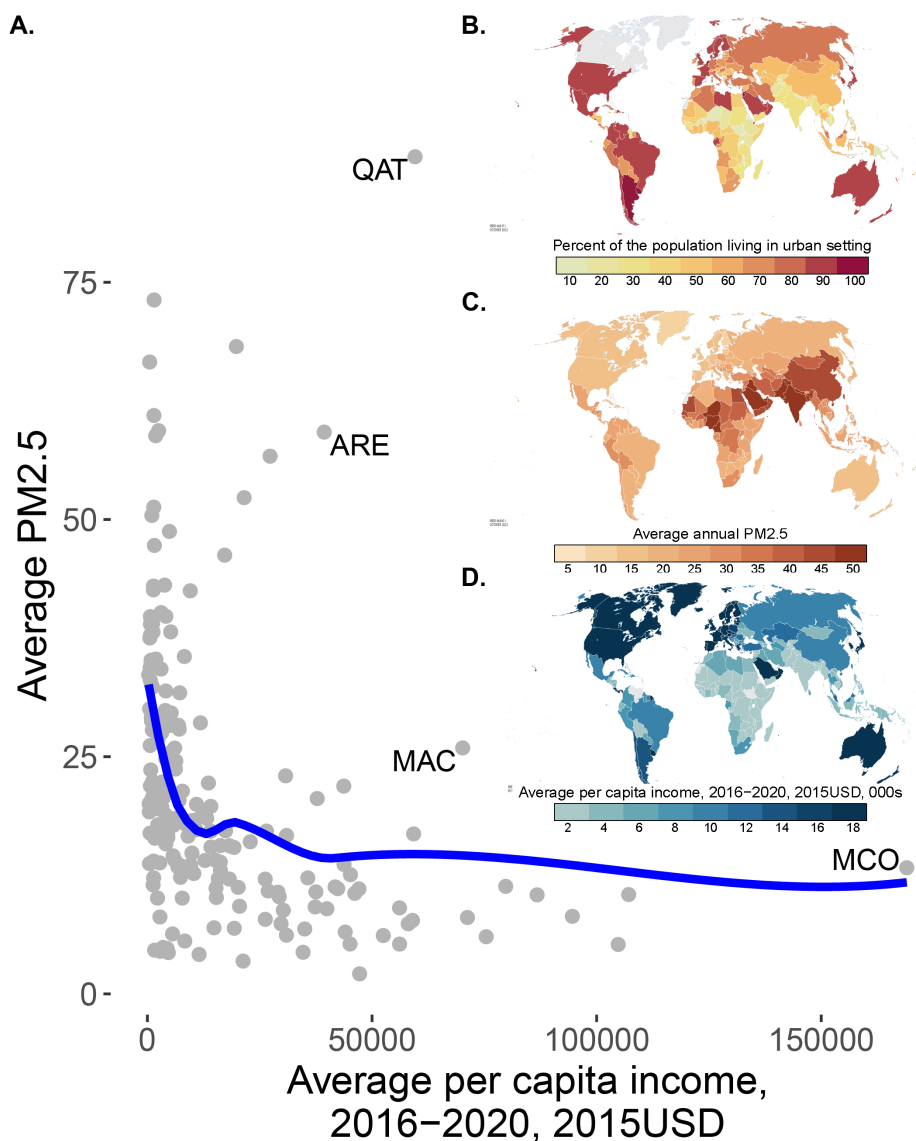 A.
B.
QAT
Percent of the population living in urban setting
10 20 30 40 50 60 70 80 90 100
75
C.
ARE
50
Average annual PM2.5
5 10 15 20 25 30 35 40 45 50
D.
Average PM2.5
MAC
25
Average per capita income, 2016−2020, 2015USD, 000s
2 4 6 8 10 12 14 16 18
MCO
0
0 50000 100000 150000
Average per capita income,
2016−2020, 2015USD